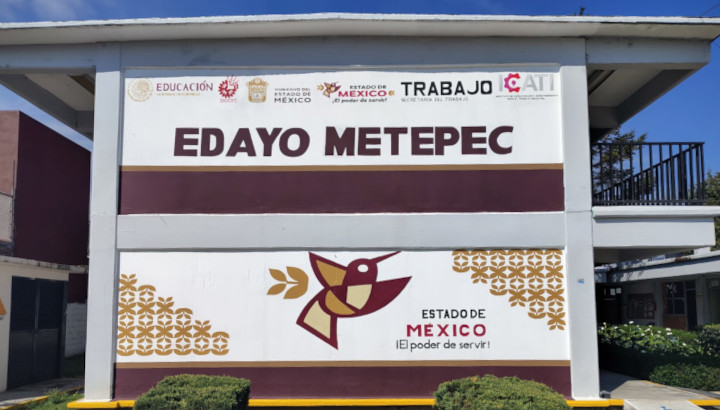 EDUCACIÓN
GOBIERNO DEL
ESTADO DE
MÉXICO
ESTADO DE
MÉXICO
¡El poder de servir!
TRABAJO
SECRETARÍA DEL TRABAJO
ICATI
EDAYO METEPEC
ESTADO DE
MÉXICO
¡El poder de servir!